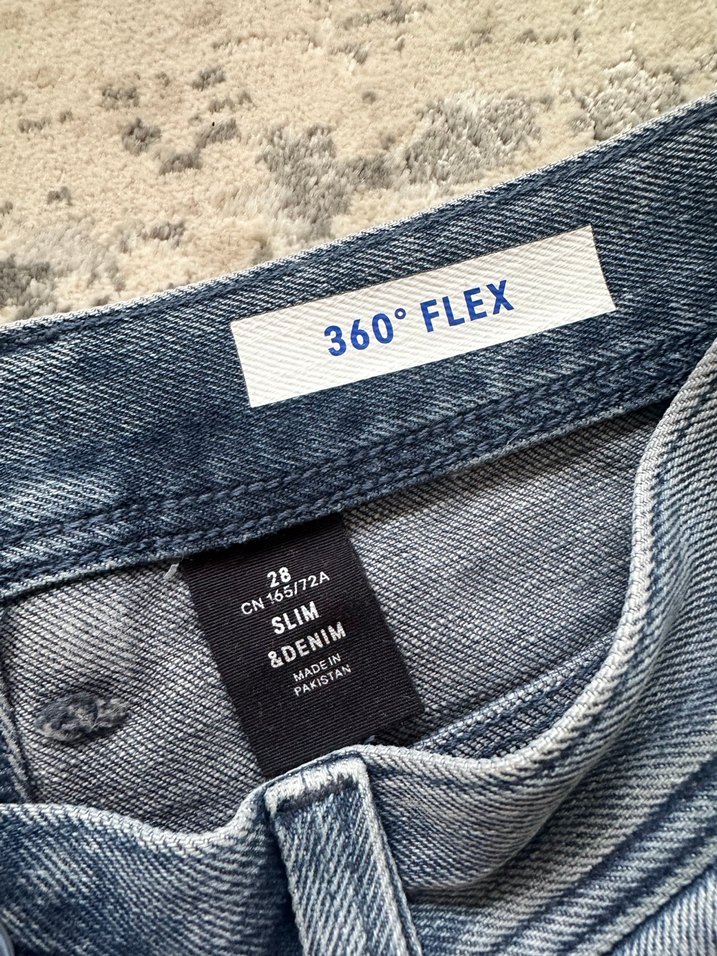 360° FLEX
28
CN 165/72A
SLIM
&DENIM
MADE IN
PAKISTAN